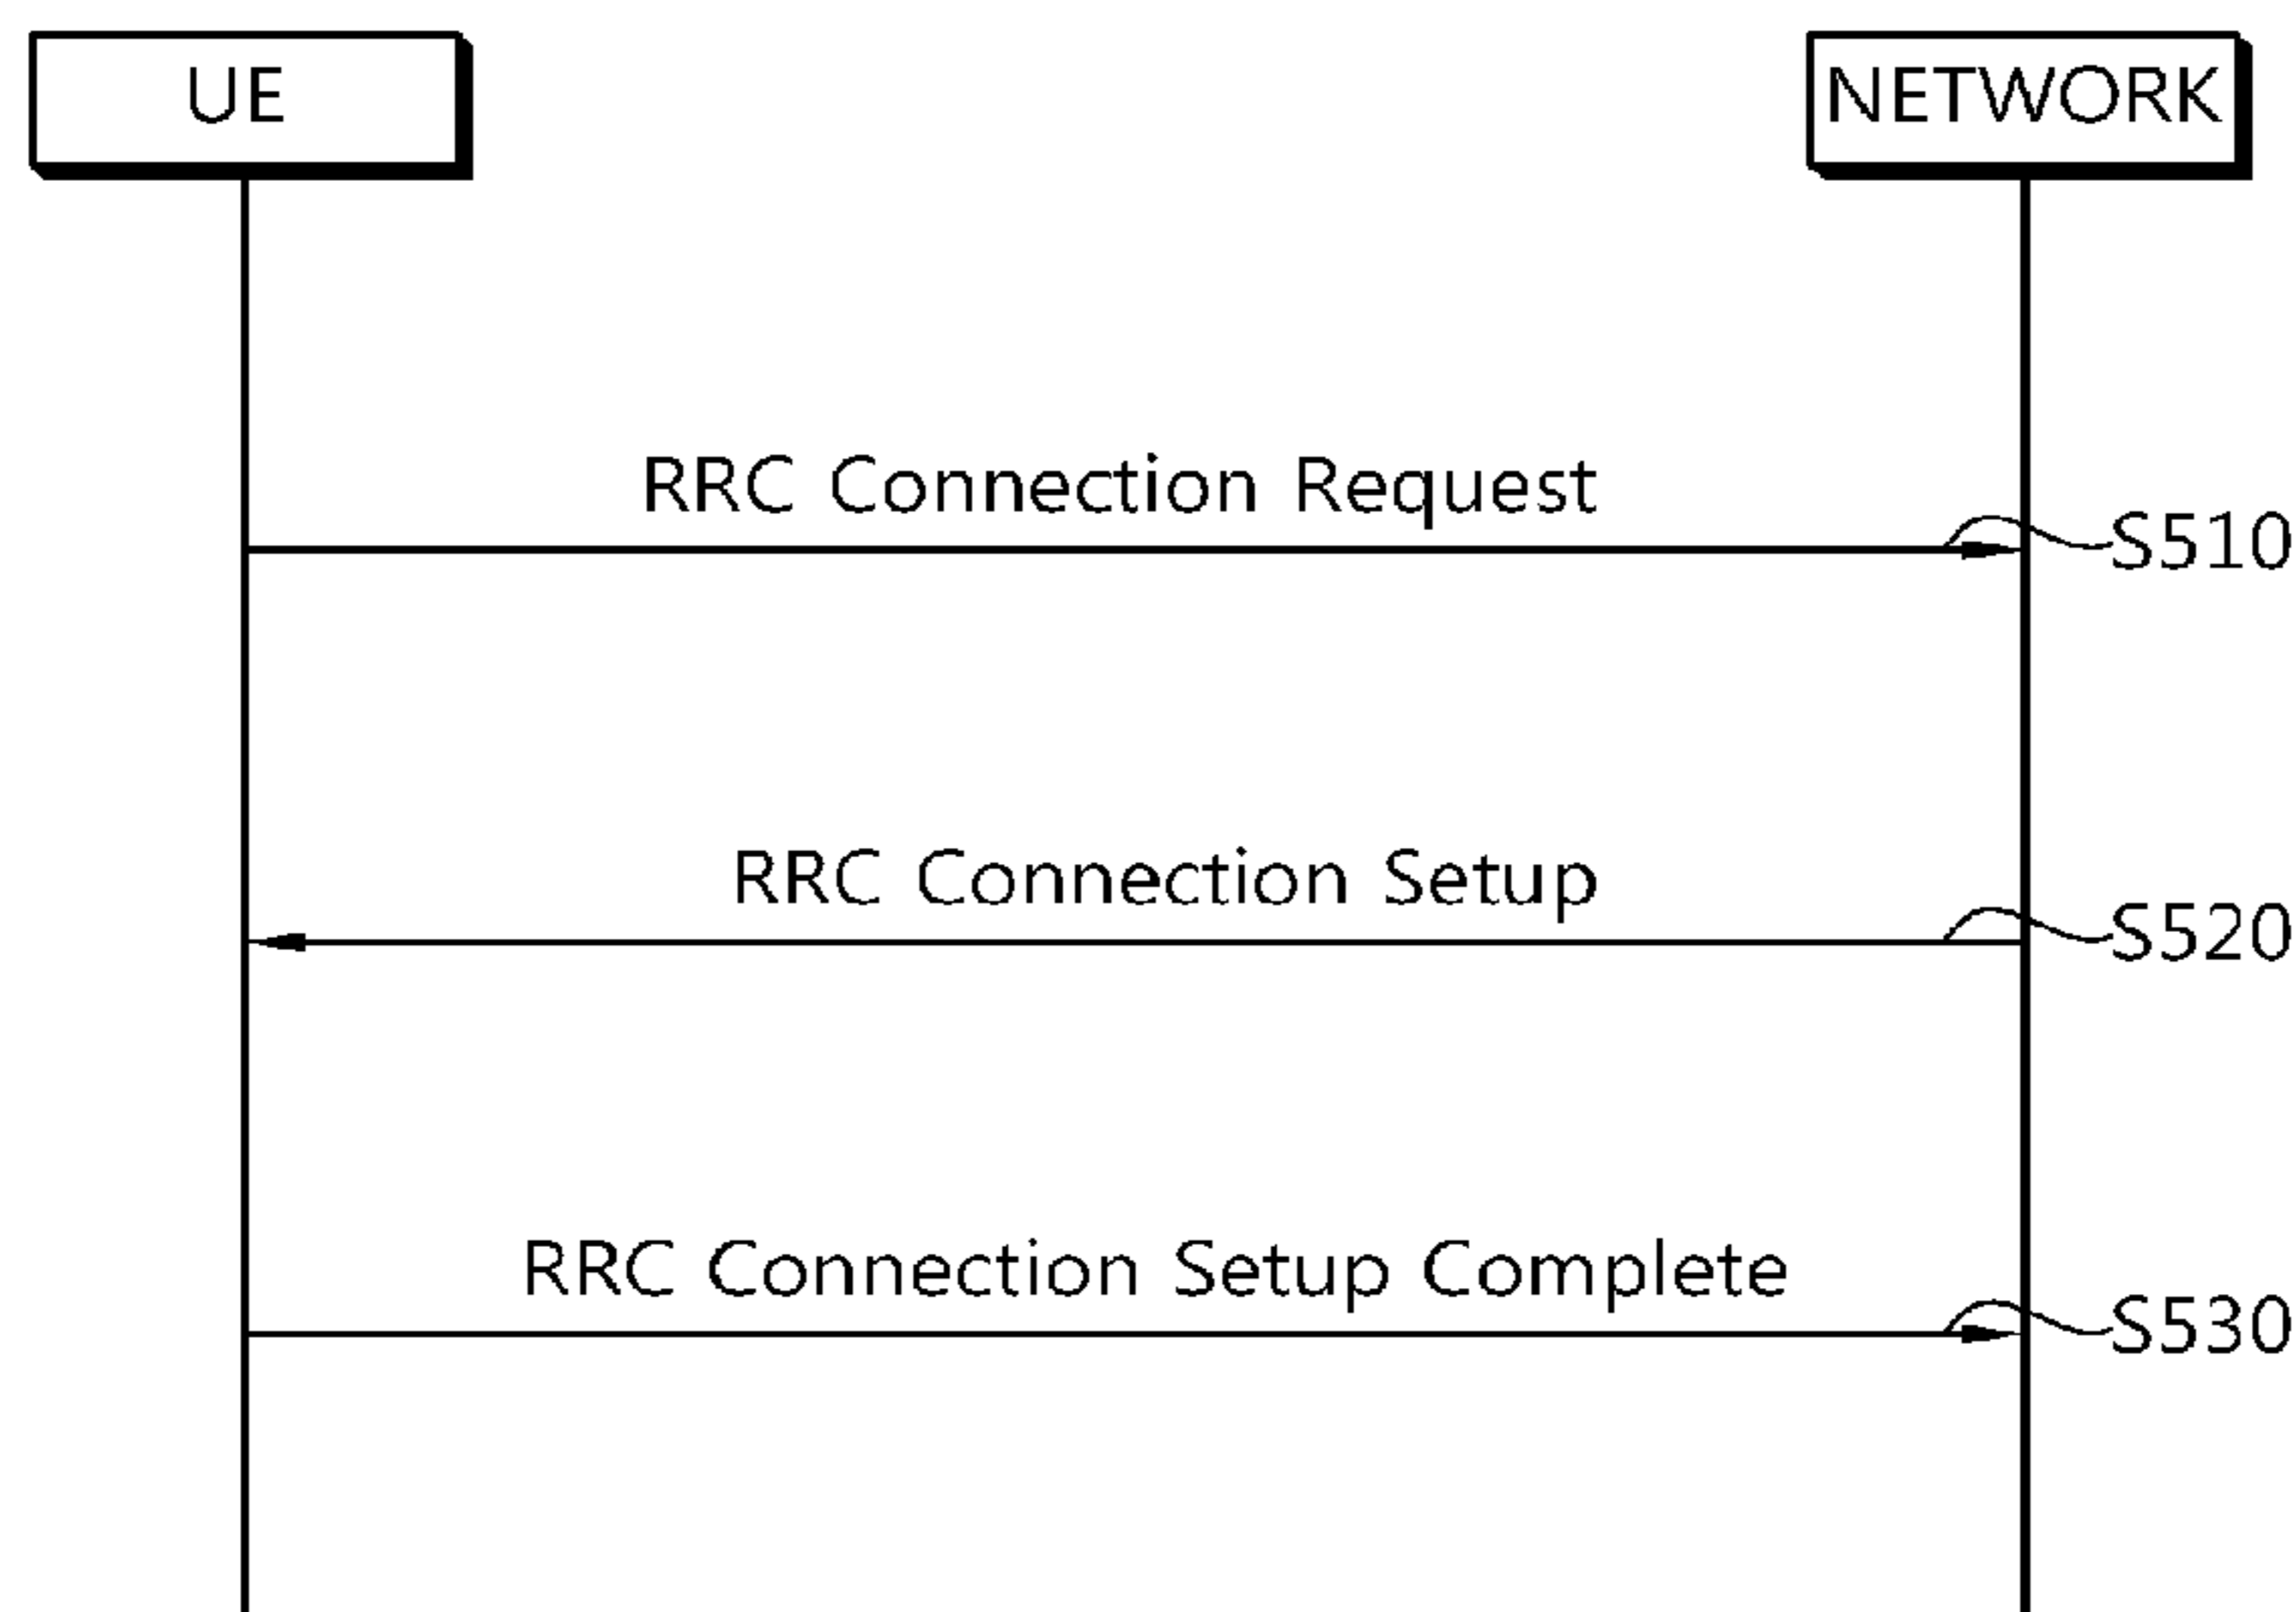 UE
NETWORK
RRC Connection Request
S510
RRC Connection Setup
S520
RRC Connection Setup Complete
S530